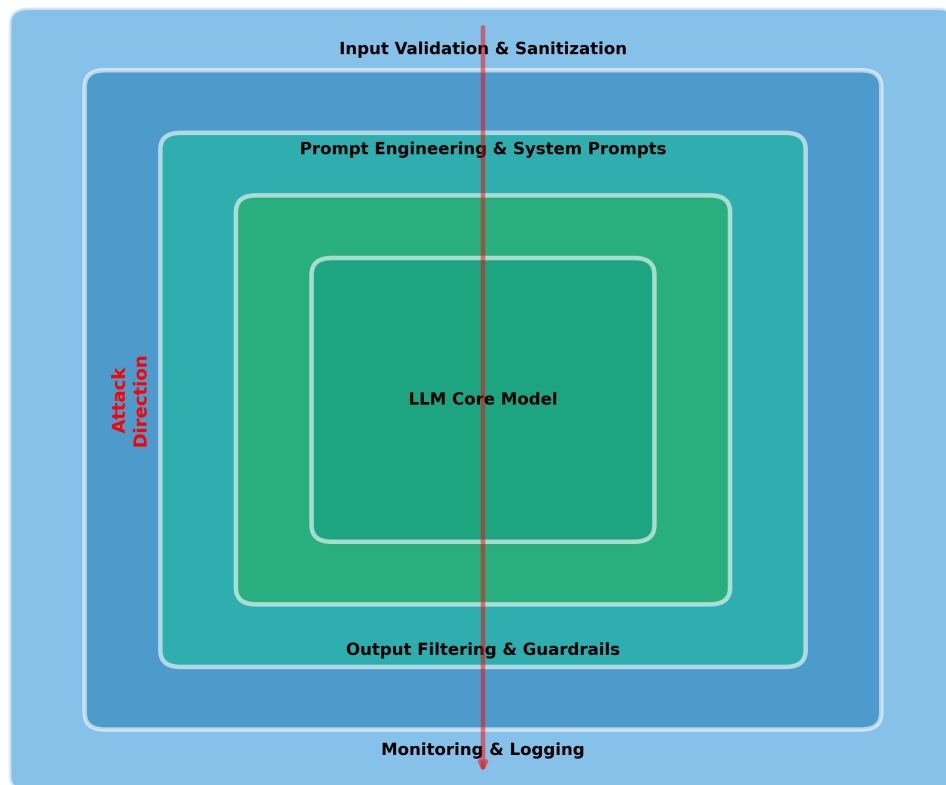 Input Validation & Sanitization
Prompt Engineering & System Prompts
Attack
Direction
LLM Core Model
Output Filtering & Guardrails
Monitoring & Logging